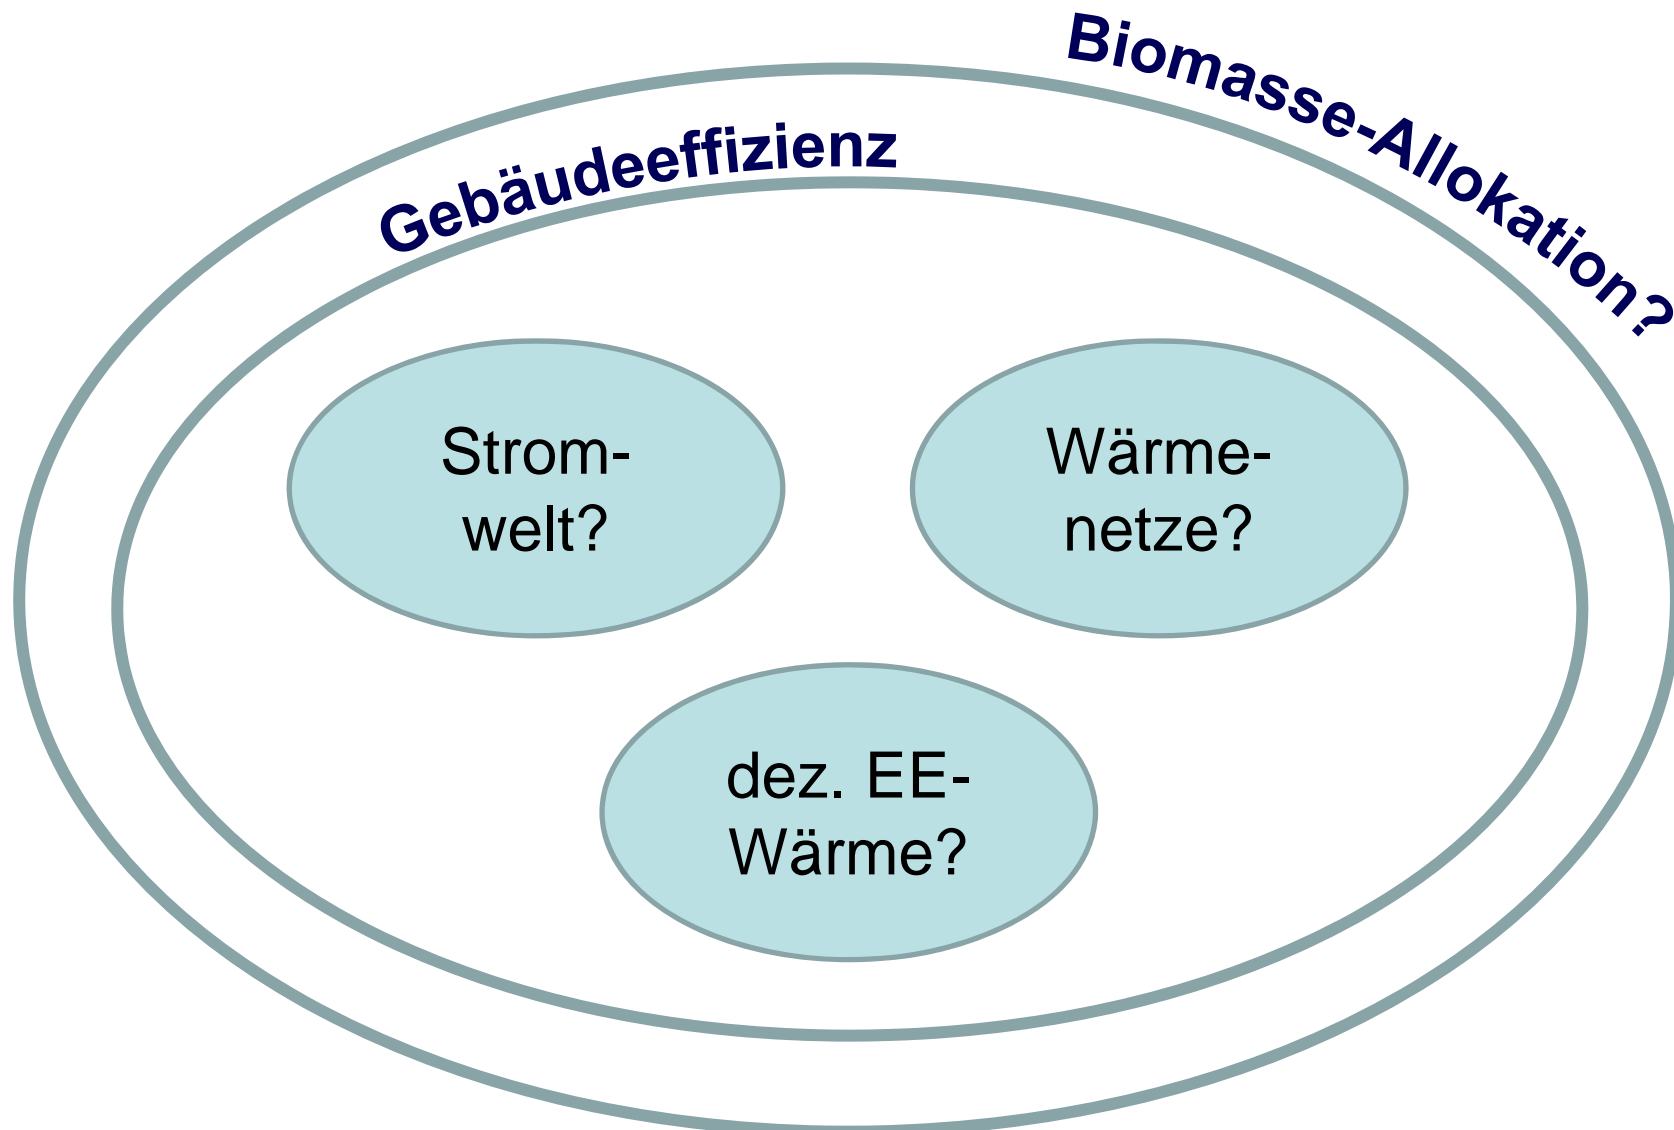 Biomasse-Allokation?
Gebäudeeffizienz
Strom-
welt?
Wärme-
netze?
dez. EE-
Wärme?